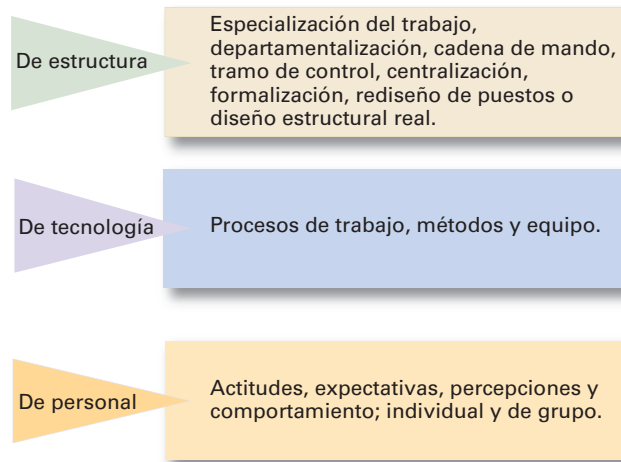 De estructura
Especialización del trabajo,
departamentalización, cadena de mando,
tramo de control, centralización,
formalización, rediseño de puestos o
diseño estructural real.
De tecnología
Procesos de trabajo, métodos y equipo.
De personal
Actitudes, expectativas, percepciones y
comportamiento; individual y de grupo.